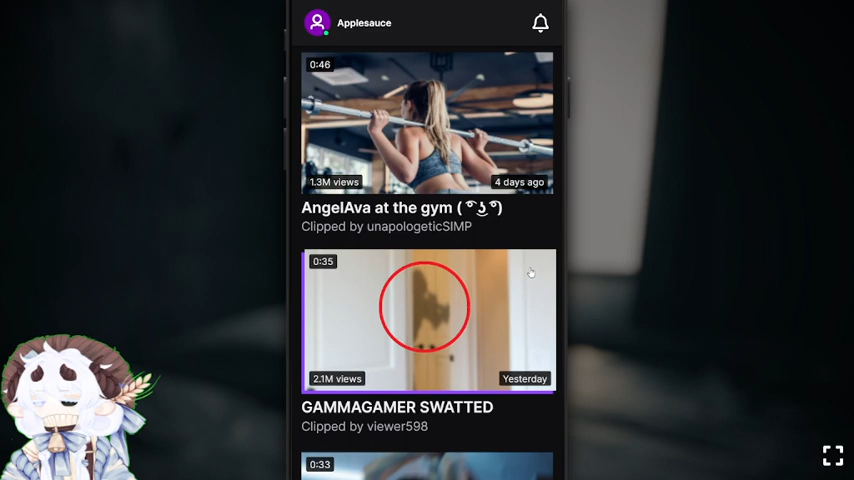 Applesauce
0:46
1.3M views
4 days ago
AngelAva at the gym ( ͡° ͜ʖ ͡°)
Clipped by unapologeticSIMP
0:35
2.1M views
Yesterday
GAMMAGAMER SWATTED
Clipped by viewer598
0:33